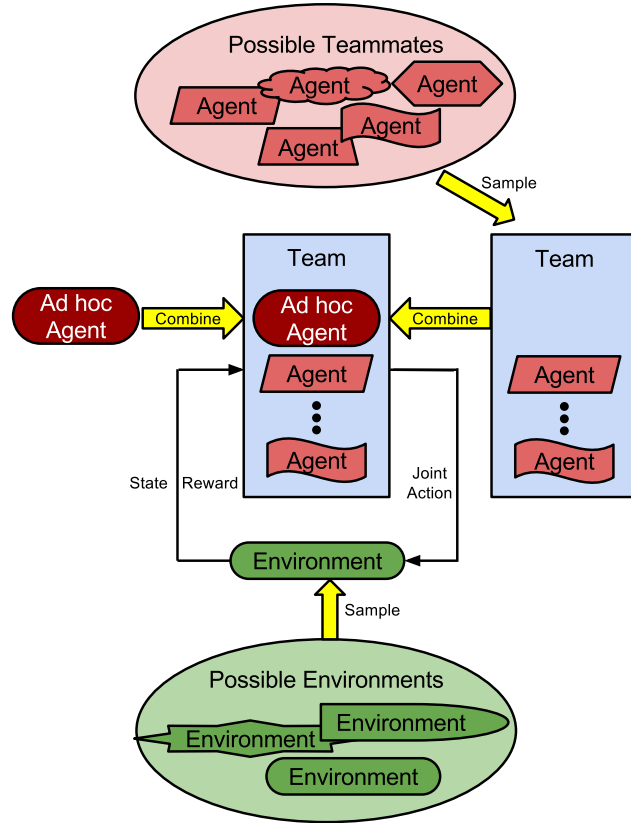 Possible Teammates
Agent
Agent
Agent
Agent
Agent
Sample
Team
Team
Ad hoc
Agent
Combine
Ad hoc
Agent
Combine
Agent
Agent
Agent
Agent
State
Reward
Joint
Action
Environment
Sample
Possible Environments
Environment
Environment
Environment